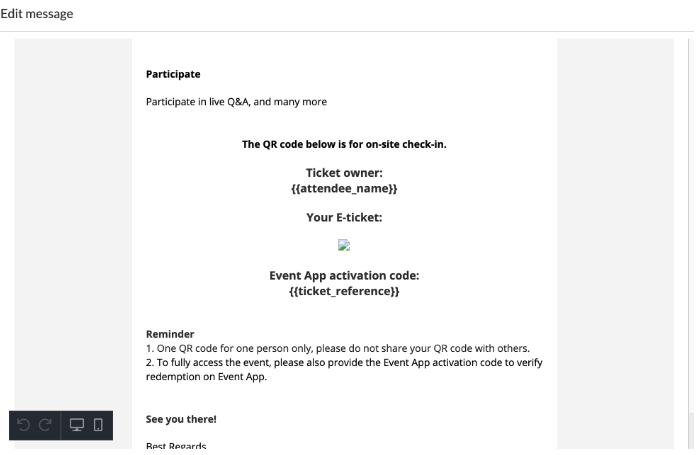 Edit message
Participate
Participate in live Q&A, and many more
The QR code below is for on-site check-in.
Ticket owner:
{{attendee_name}}
Your E-ticket:
Event App activation code:
{{ticket_reference}}
Reminder
1. One QR code for one person only, please do not share your QR code with others.
2. To fully access the event, please also provide the Event App activation code to verify
redemption on Event App.
See you there!
Best Regards